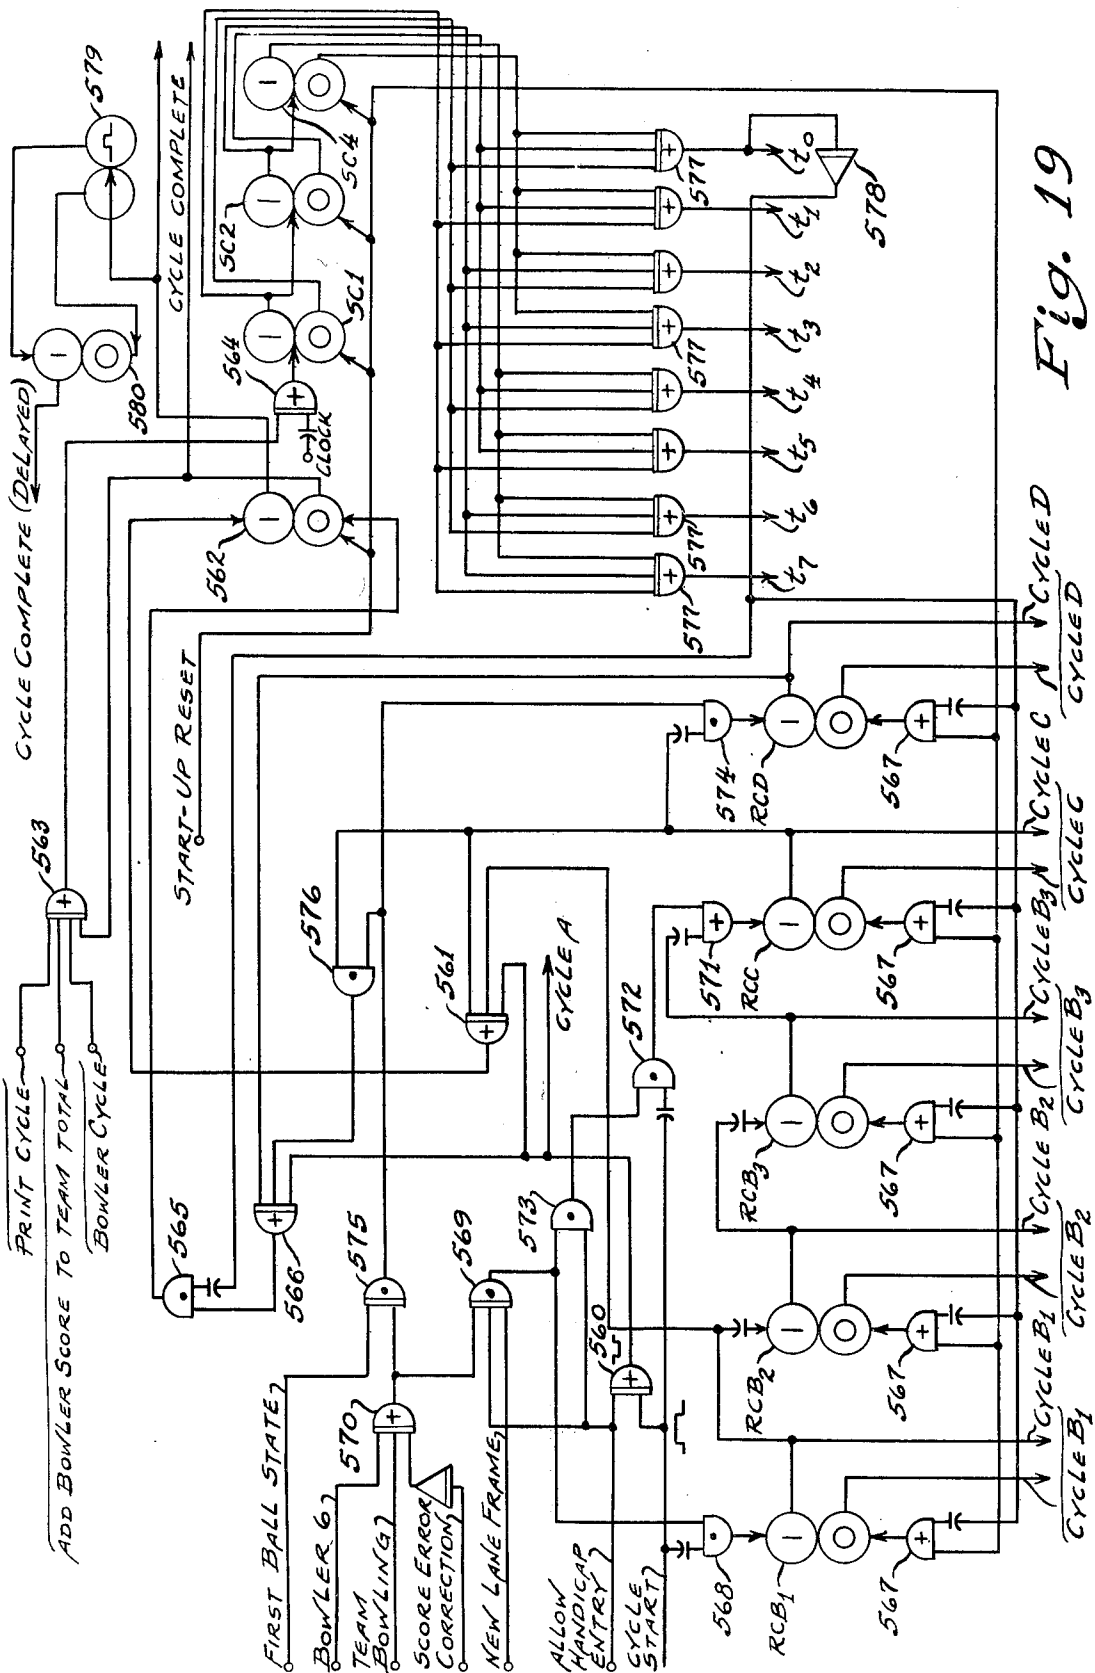 PRINT CYCLE
ADD BOWLER SCORE TO TEAM TOTAL
BOWLER CYCLE
563
CYCLE COMPLETE (DELAYED)
580
579
CYCLE COMPLETE
START-UP RESET
562
564
CLOCK
SC1
SC2
SC4
565
566
576
561
575
569
573
572
560
CYCLE A
FIRST BALL STATE
BOWLER 6
TEAM
BOWLING
570
SCORE ERROR
CORRECTION
NEW LANE FRAME
ALLOW
HANDICAP
ENTRY
CYCLE
START
568
RCB1
567
RCB2
567
RCB3
567
571
RCC
567
574
RCD
567
577
577
577
577
t7
t6
t5
t4
t3
t2
t1
t0
578
CYCLE B1
CYCLE B1
CYCLE B2
CYCLE B2
CYCLE B3
CYCLE B3
CYCLE C
CYCLE C
CYCLE D
CYCLE D
Fig. 19